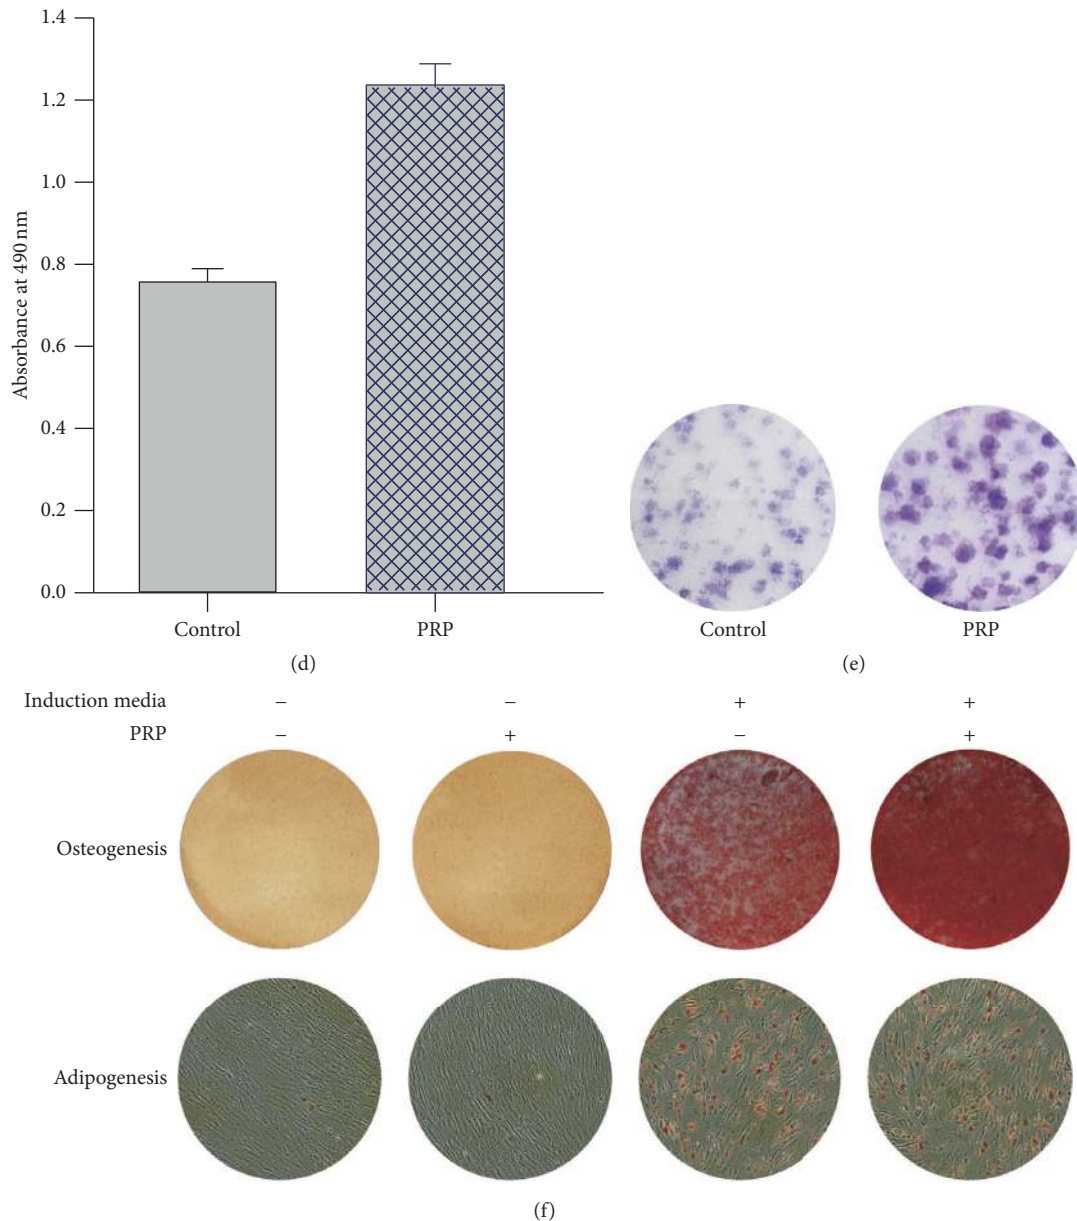 1.4
1.2
1.0
0.8
0.6
0.4
0.2
0.0
Absorbance at 490 nm
Control PRP
(d)
Control PRP
(e)
Induction media − − + +
PRP − + − +
Osteogenesis
Adipogenesis
(f)